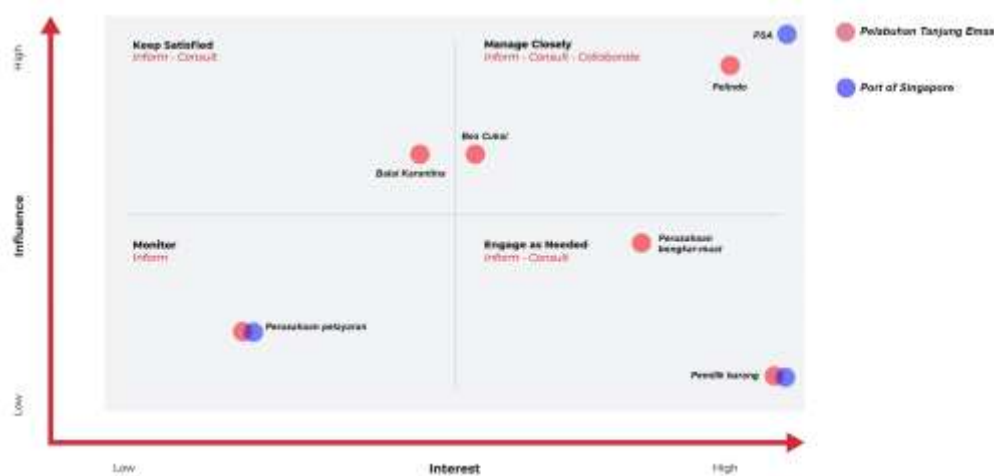 High
Influence
Low
Keep Satisfied
Inform - Consult
Manage Closely
Inform - Consult - Collaborate
PSA
Pelindo
Bea Cukai
Balai Karantina
Monitor
Inform
Engage as Needed
Inform - Consult
Perusahaan
bongkar-muat
Perusahaan pelayaran
Pemilik barang
Low
Interest
High
Pelabuhan Tanjung Emas
Port of Singapore